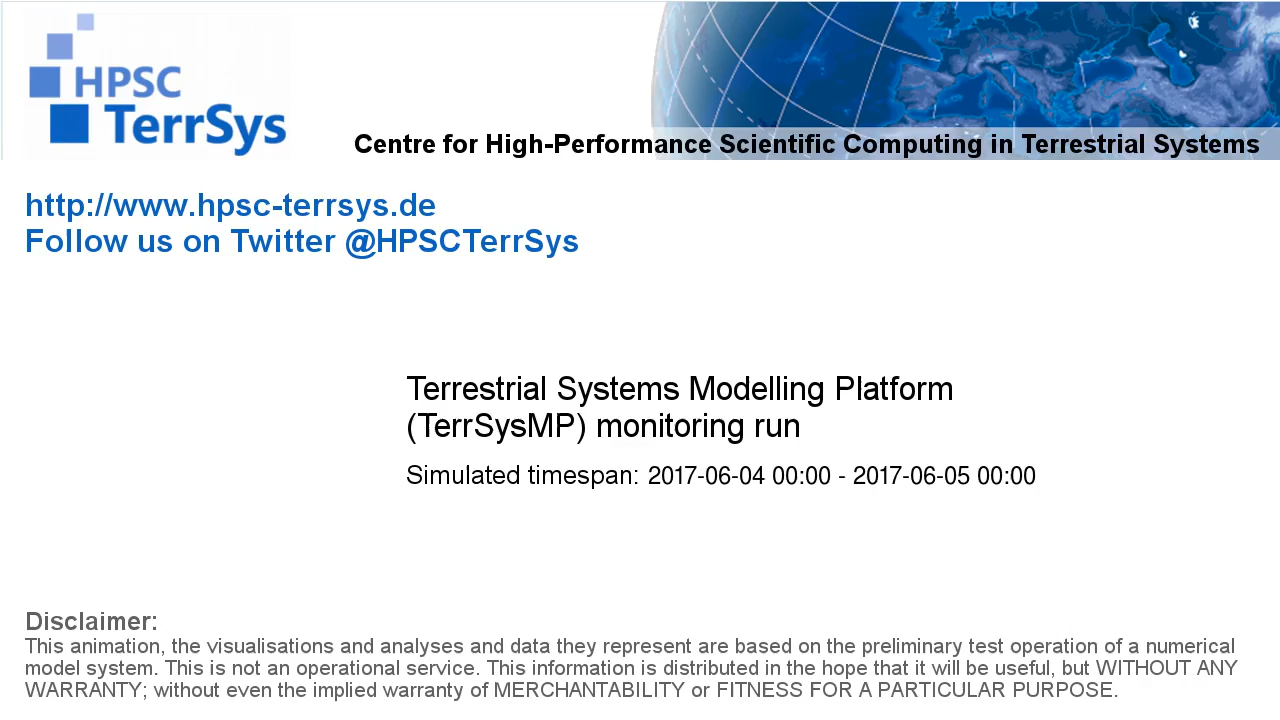 HPSC
TerrSys
Centre for High-Performance Scientific Computing in Terrestrial Systems
http://www.hpsc-terrsys.de
Follow us on Twitter @HPSCTerrSys
Terrestrial Systems Modelling Platform
(TerrSysMP) monitoring run
Simulated timespan: 2017-06-04 00:00 - 2017-06-05 00:00
Disclaimer:
This animation, the visualisations and analyses and data they represent are based on the preliminary test operation of a numerical
model system. This is not an operational service. This information is distributed in the hope that it will be useful, but WITHOUT ANY
WARRANTY; without even the implied warranty of MERCHANTABILITY or FITNESS FOR A PARTICULAR PURPOSE.